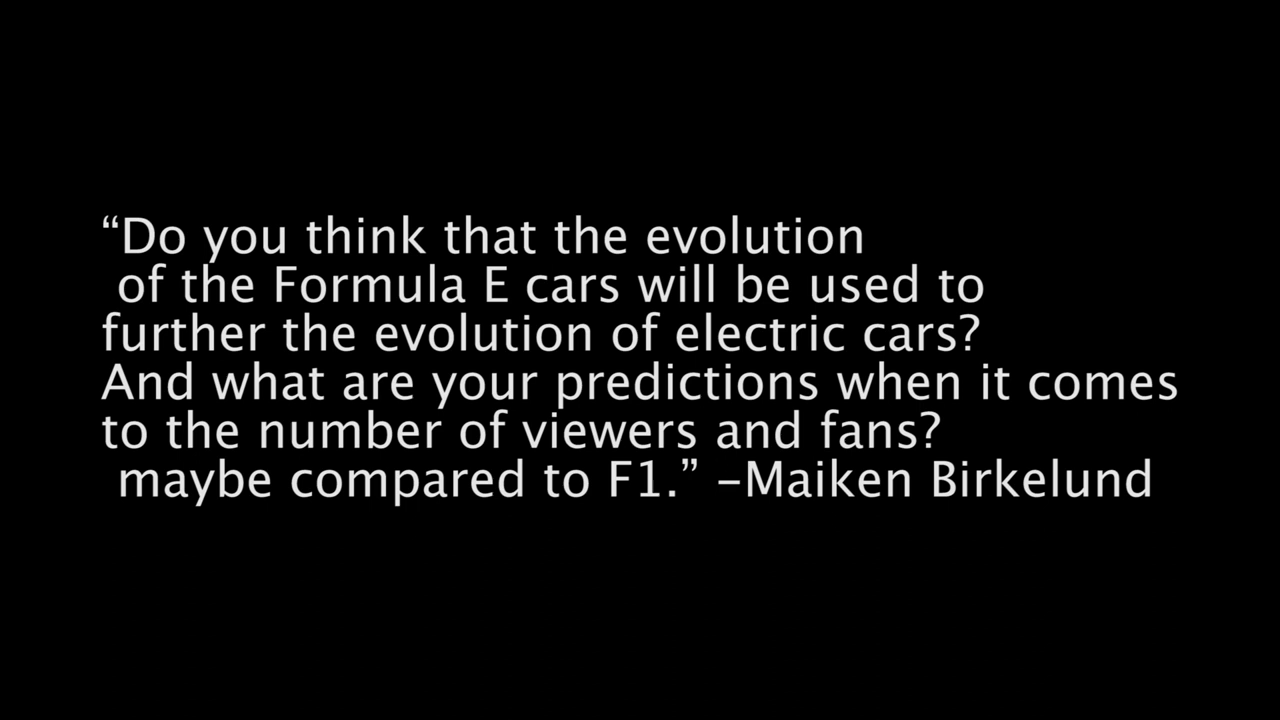 “Do you think that the evolution
of the Formula E cars will be used to
further the evolution of electric cars?
And what are your predictions when it comes
to the number of viewers and fans?
maybe compared to F1.” –Maiken Birkelund